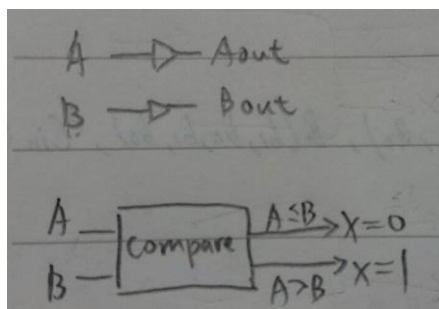 A Aout
B Bout
A A≤B X=0
compare
B A>B X=1